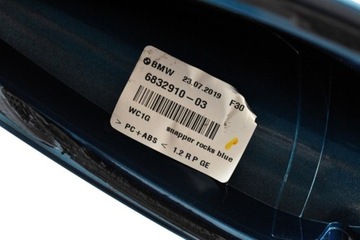 BMW 23.07.2019 F30
6832910-03
WC1G snapper rocks blue
> PC+ABS < 1.2 R P GE